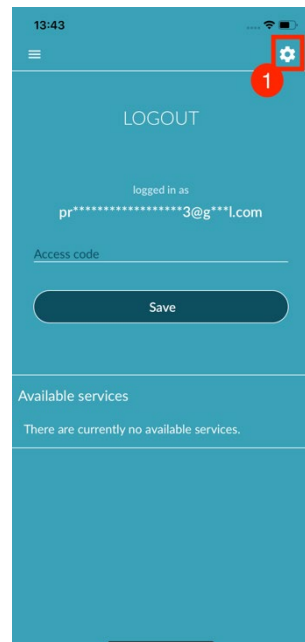 13:43
1
LOGOUT
logged in as
pr******************3@g***l.com
Access code
Save
Available services
There are currently no available services.